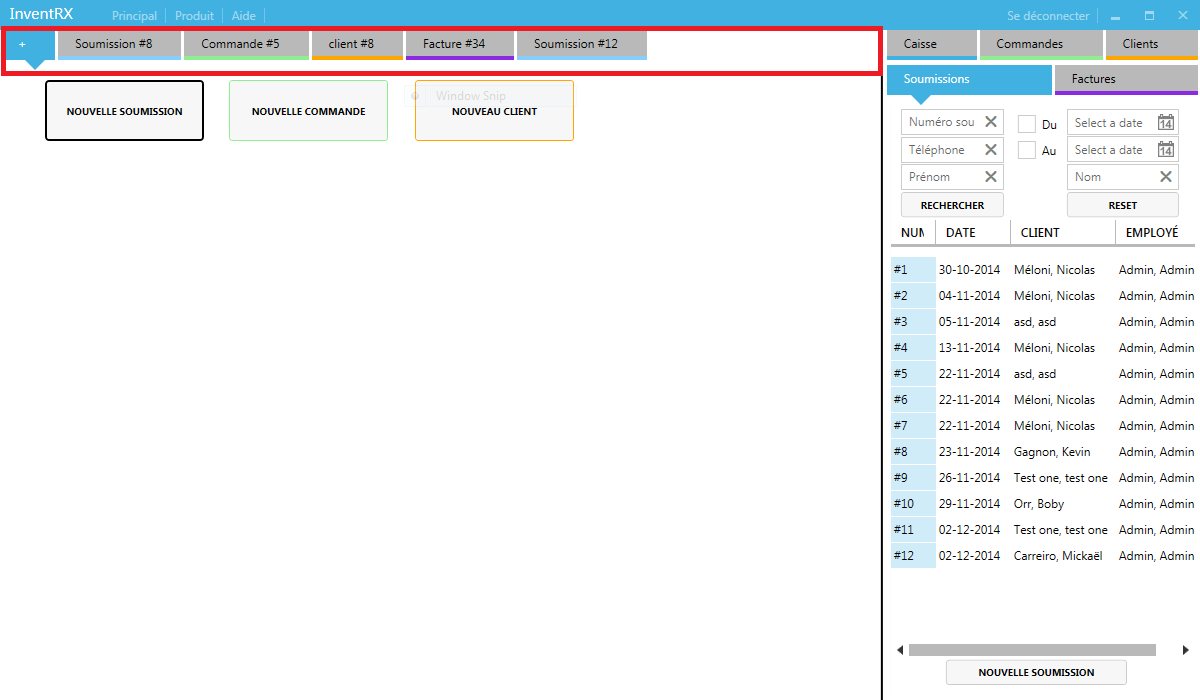 InventRX Principal Produit Aide Se déconnecter
+ Soumission #8 Commande #5 client #8 Facture #34 Soumission #12
Caisse Commandes Clients
Soumissions Factures
NOUVELLE SOUMISSION NOUVELLE COMMANDE NOUVEAU CLIENT
Window Snip
Numéro sou Du Select a date 14
Téléphone Au Select a date 14
Prénom Nom
RECHERCHER RESET
NUM DATE CLIENT EMPLOYÉ
#1 30-10-2014 Méloni, Nicolas Admin, Admin
#2 04-11-2014 Méloni, Nicolas Admin, Admin
#3 05-11-2014 asd, asd Admin, Admin
#4 13-11-2014 Méloni, Nicolas Admin, Admin
#5 22-11-2014 asd, asd Admin, Admin
#6 22-11-2014 Méloni, Nicolas Admin, Admin
#7 22-11-2014 Méloni, Nicolas Admin, Admin
#8 23-11-2014 Gagnon, Kevin Admin, Admin
#9 26-11-2014 Test one, test one Admin, Admin
#10 29-11-2014 Orr, Boby Admin, Admin
#11 02-12-2014 Test one, test one Admin, Admin
#12 02-12-2014 Carreiro, Mickaël Admin, Admin
NOUVELLE SOUMISSION